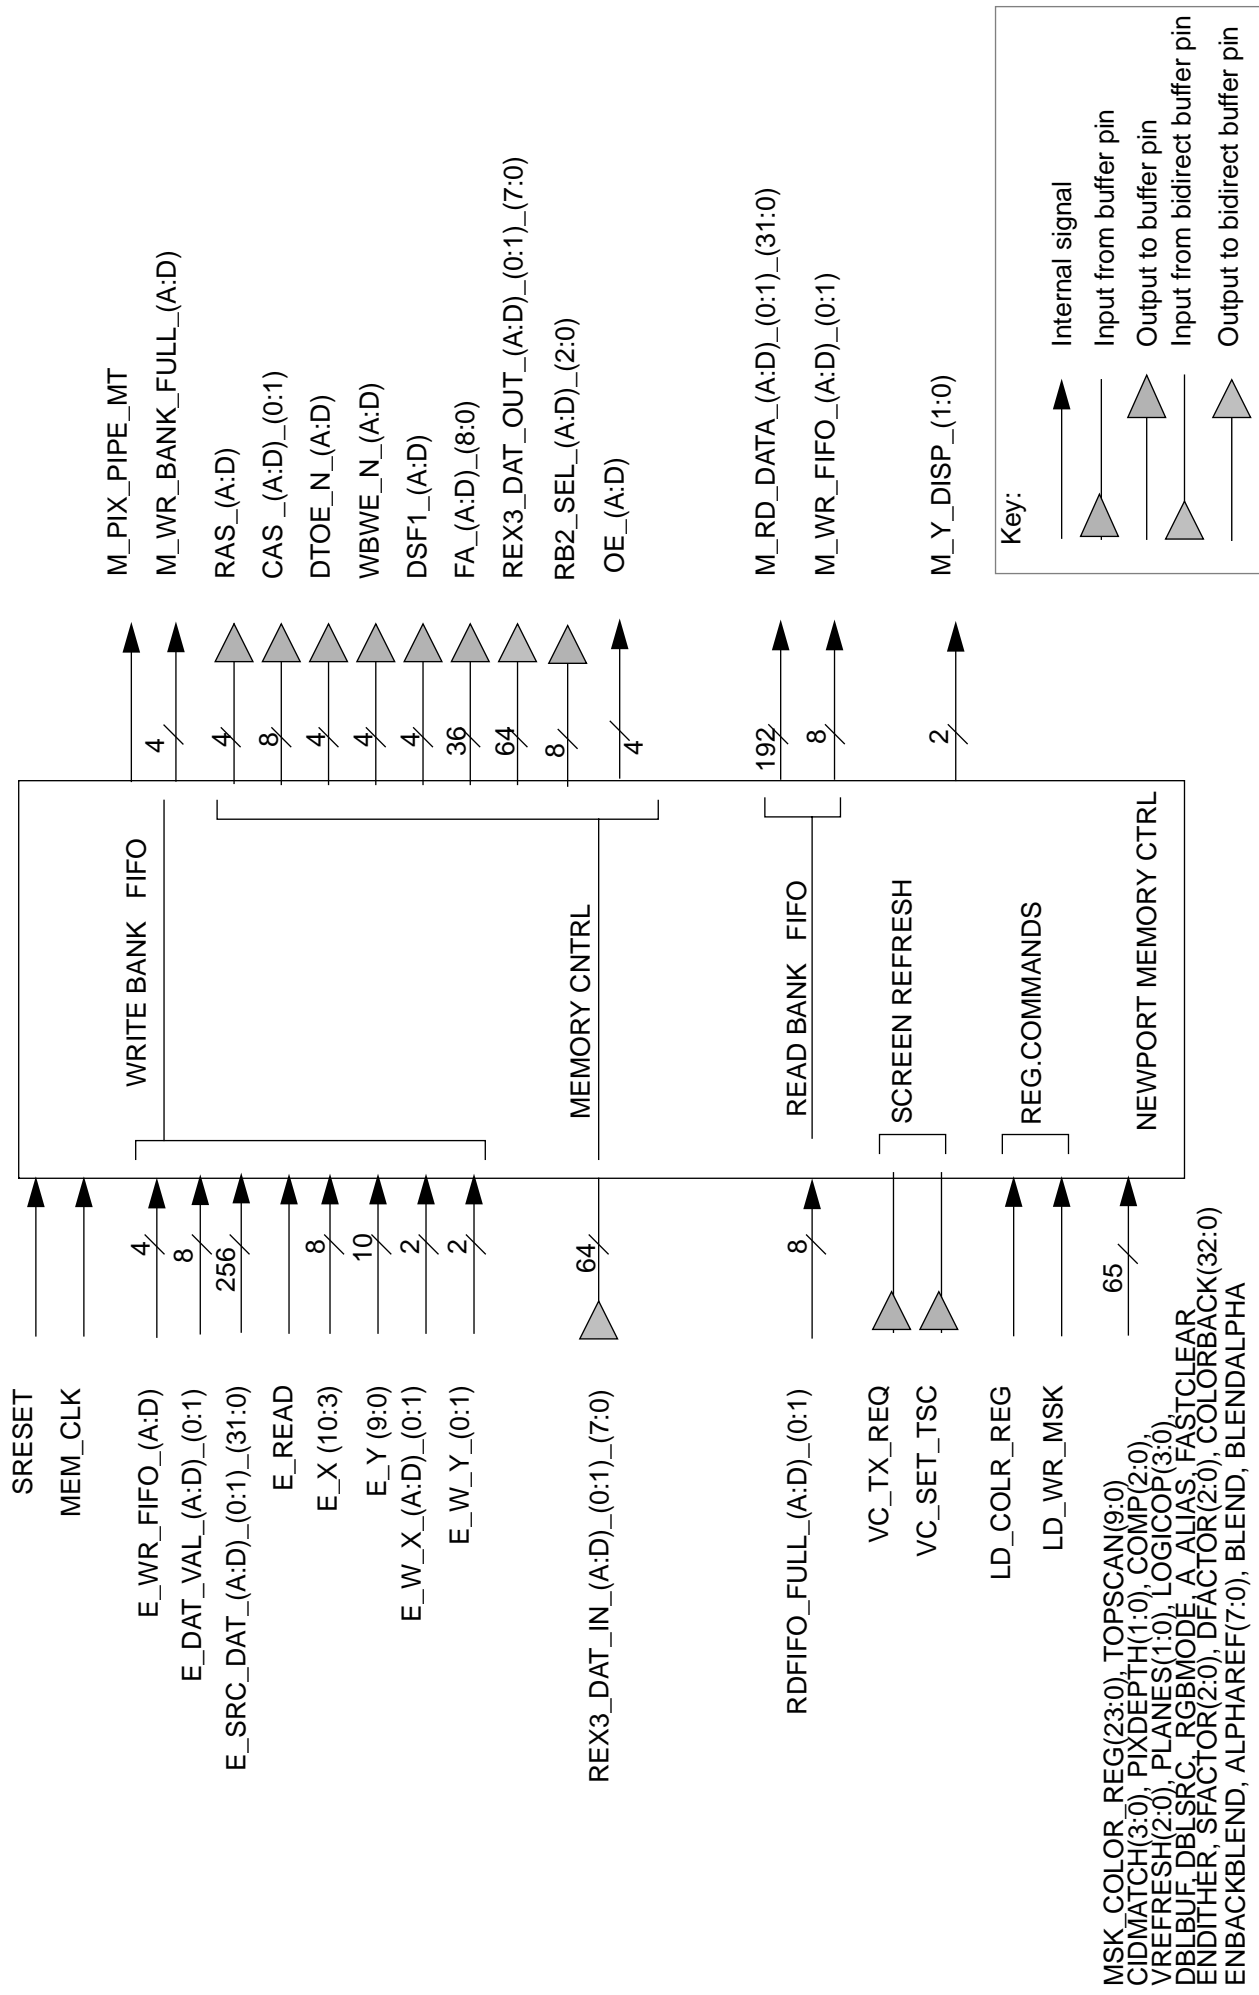 SRESET
MEM_CLK
E_WR_FIFO_(A:D)
4
E_DAT_VAL_(A:D)_(0:1)
8
E_SRC_DAT_(A:D)_(0:1)_(31:0)
256
E_READ
E_X (10:3)
8
E_Y (9:0)
10
E_W_X_(A:D)_(0:1)
2
E_W_Y_(0:1)
2
REX3_DAT_IN_(A:D)_(0:1)_(7:0)
64
RDFIFO_FULL_(A:D)_(0:1)
8
VC_TX_REQ
VC_SET_TSC
LD_COLR_REG
LD_WR_MSK
65
MSK_COLOR_REG(23:0), TOPSCAN(9:0)
CIDMATCH(3:0), PIXDEPTH(1:0), COMP(2:0),
VREFRESH(2:0), PLANES(1:0), LOGICOP(3:0),
DBLBUF, DBLSRC, RGBMODE, A_ALIAS, FASTCLEAR
ENDITHER, SFACTOR(2:0), DFACTOR(2:0), COLORBACK(32:0)
ENBACKBLEND, ALPHAREF(7:0), BLEND, BLENDALPHA
WRITE BANK FIFO
MEMORY CNTRL
READ BANK FIFO
SCREEN REFRESH
REG.COMMANDS
NEWPORT MEMORY CTRL
M_PIX_PIPE_MT
4
M_WR_BANK_FULL_(A:D)
4
RAS_(A:D)
8
CAS _(A:D)_(0:1)
4
DTOE_N_(A:D)
4
WBWE_N_(A:D)
4
DSF1_(A:D)
36
FA_(A:D)_(8:0)
64
REX3_DAT_OUT_(A:D)_(0:1)_(7:0)
8
RB2_SEL_(A:D)_(2:0)
4
OE_(A:D)
192
M_RD_DATA_(A:D)_(0:1)_(31:0)
8
M_WR_FIFO_(A:D)_(0:1)
2
M_Y_DISP_(1:0)
Key:
Internal signal
Input from buffer pin
Output to buffer pin
Input from bidirect buffer pin
Output to bidirect buffer pin